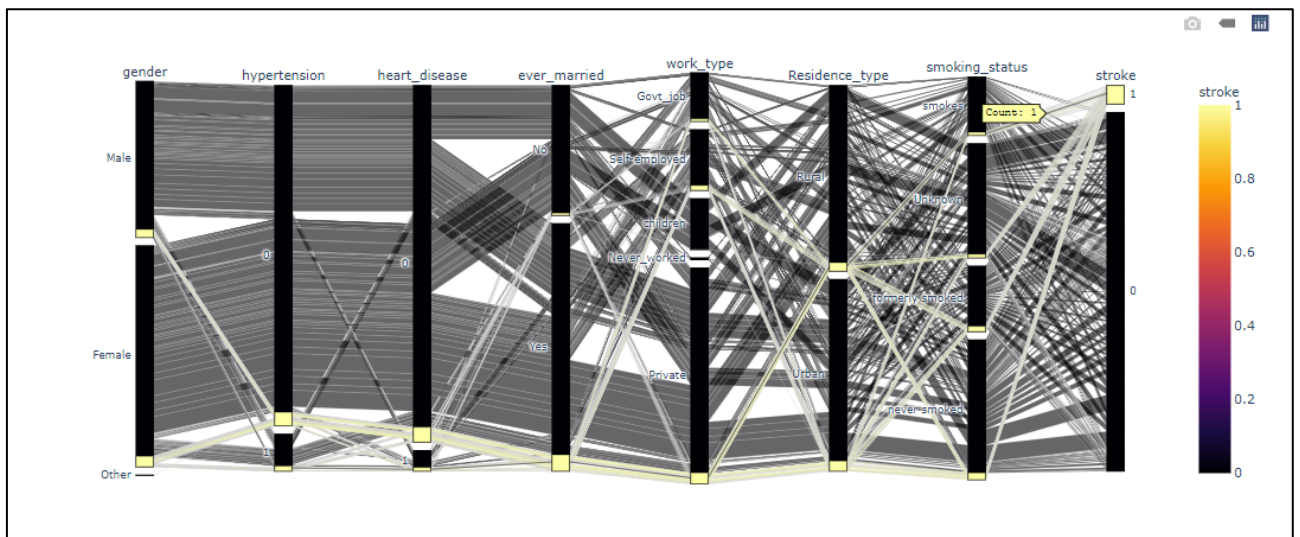 gender
hypertension
heart_disease
ever_married
work_type
Residence_type
smoking_status
stroke
Male
Female
Other
0
1
0
1
No
Yes
Govt_job
Self-employed
children
Never_worked
Private
Rural
Urban
smokes
Unknown
formerly smoked
never smoked
Count: 1
1
0
stroke
1
0.8
0.6
0.4
0.2
0